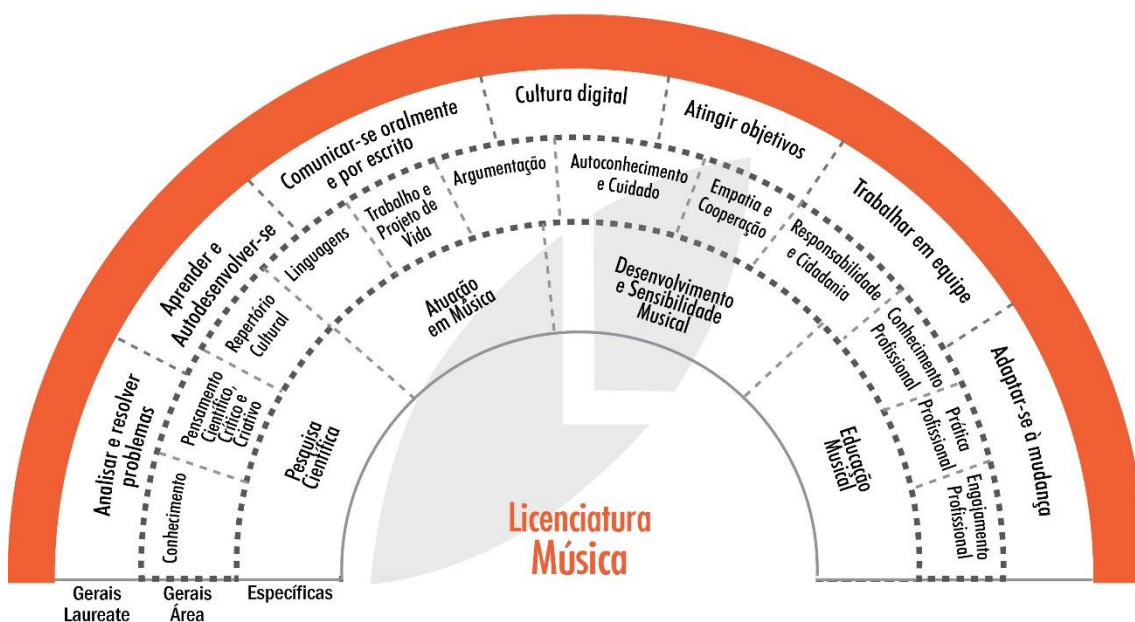 Analisar e resolver
problemas
Aprender e
Autodesenvolver-se
Comunicar-se oralmente
e por escrito
Cultura digital
Atingir objetivos
Trabalhar em equipe
Adaptar-se à mudança
Conhecimento
Pensamento
Científico,
Crítico e
Criativo
Repertório
Cultural
Linguagens
Trabalho e
Projeto de
Vida
Argumentação
Autoconhecimento
e Cuidado
Empatia e
Cooperação
Responsabilidade
e Cidadania
Conhecimento
Profissional
Prática
Profissional
Engajamento
Profissional
Pesquisa
Científica
Atuação
em Música
Desenvolvimento
e Sensibilidade
Musical
Educação
Musical
Licenciatura
Música
Gerais
Laureate
Gerais
Área
Específicas